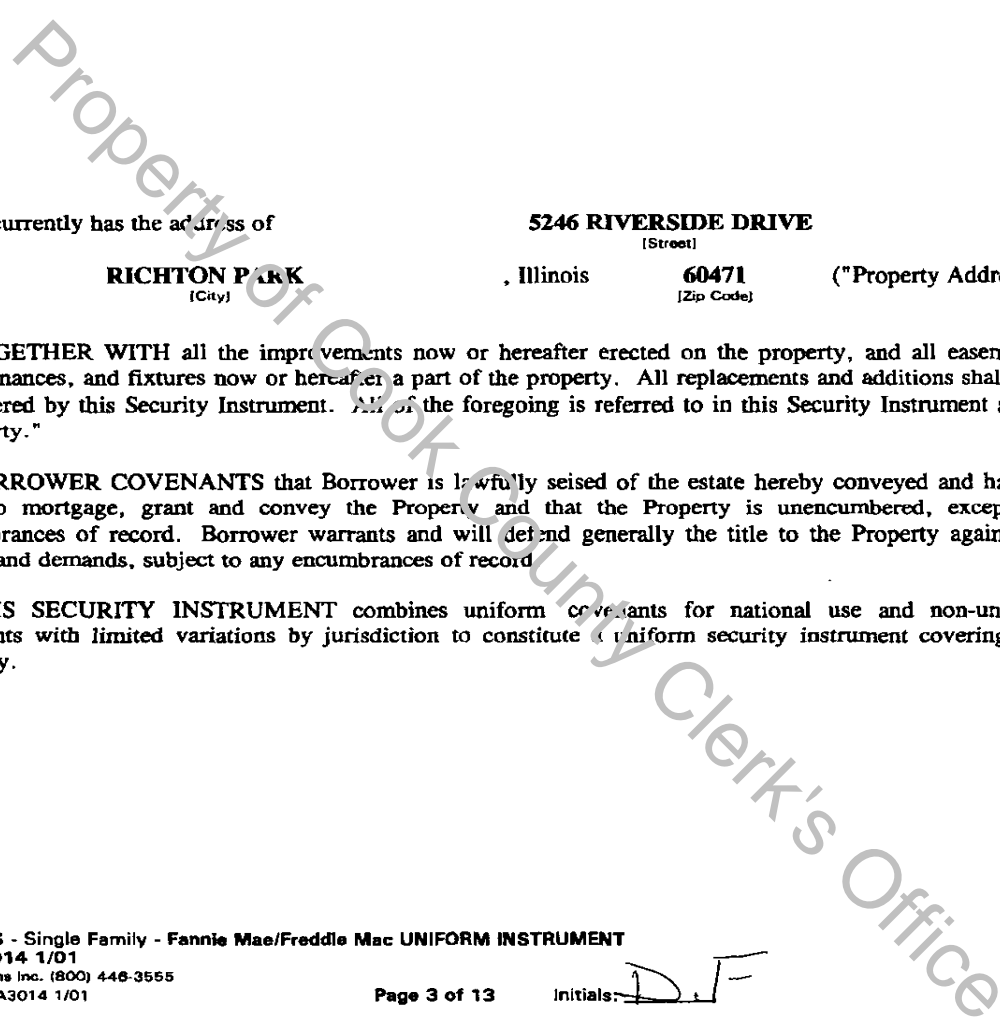 Property of Cook County Clerk's Office
currently has the address of 5246 RIVERSIDE DRIVE
[Street]
RICHTON PARK , Illinois 60471 ("Property Addre
[City] [Zip Code]
GETHER WITH all the improvements now or hereafter erected on the property, and all easem
nances, and fixtures now or hereafter a part of the property. All replacements and additions shal
ered by this Security Instrument. All of the foregoing is referred to in this Security Instrument a
ty."
RROWER COVENANTS that Borrower is lawfully seised of the estate hereby conveyed and ha
o mortgage, grant and convey the Property and that the Property is unencumbered, excep
rances of record. Borrower warrants and will defend generally the title to the Property again
and demands, subject to any encumbrances of record
IS SECURITY INSTRUMENT combines uniform covenants for national use and non-un
nts with limited variations by jurisdiction to constitute a uniform security instrument covering
y.
S - Single Family - Fannie Mae/Freddie Mac UNIFORM INSTRUMENT
014 1/01
ns Inc. (800) 446-3555
A3014 1/01 Page 3 of 13 Initials: D.F